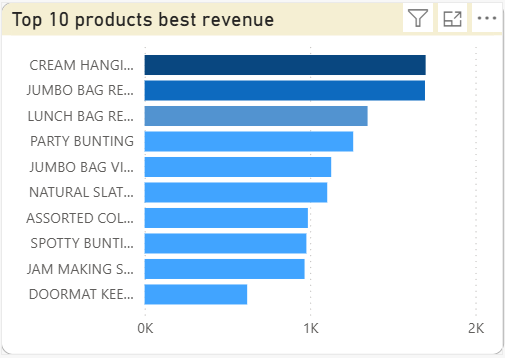 Top 10 products best revenue
CREAM HANGI...
JUMBO BAG RE...
LUNCH BAG RE...
PARTY BUNTING
JUMBO BAG VI...
NATURAL SLAT...
ASSORTED COL...
SPOTTY BUNTI...
JAM MAKING S...
DOORMAT KEE...
0K 1K 2K